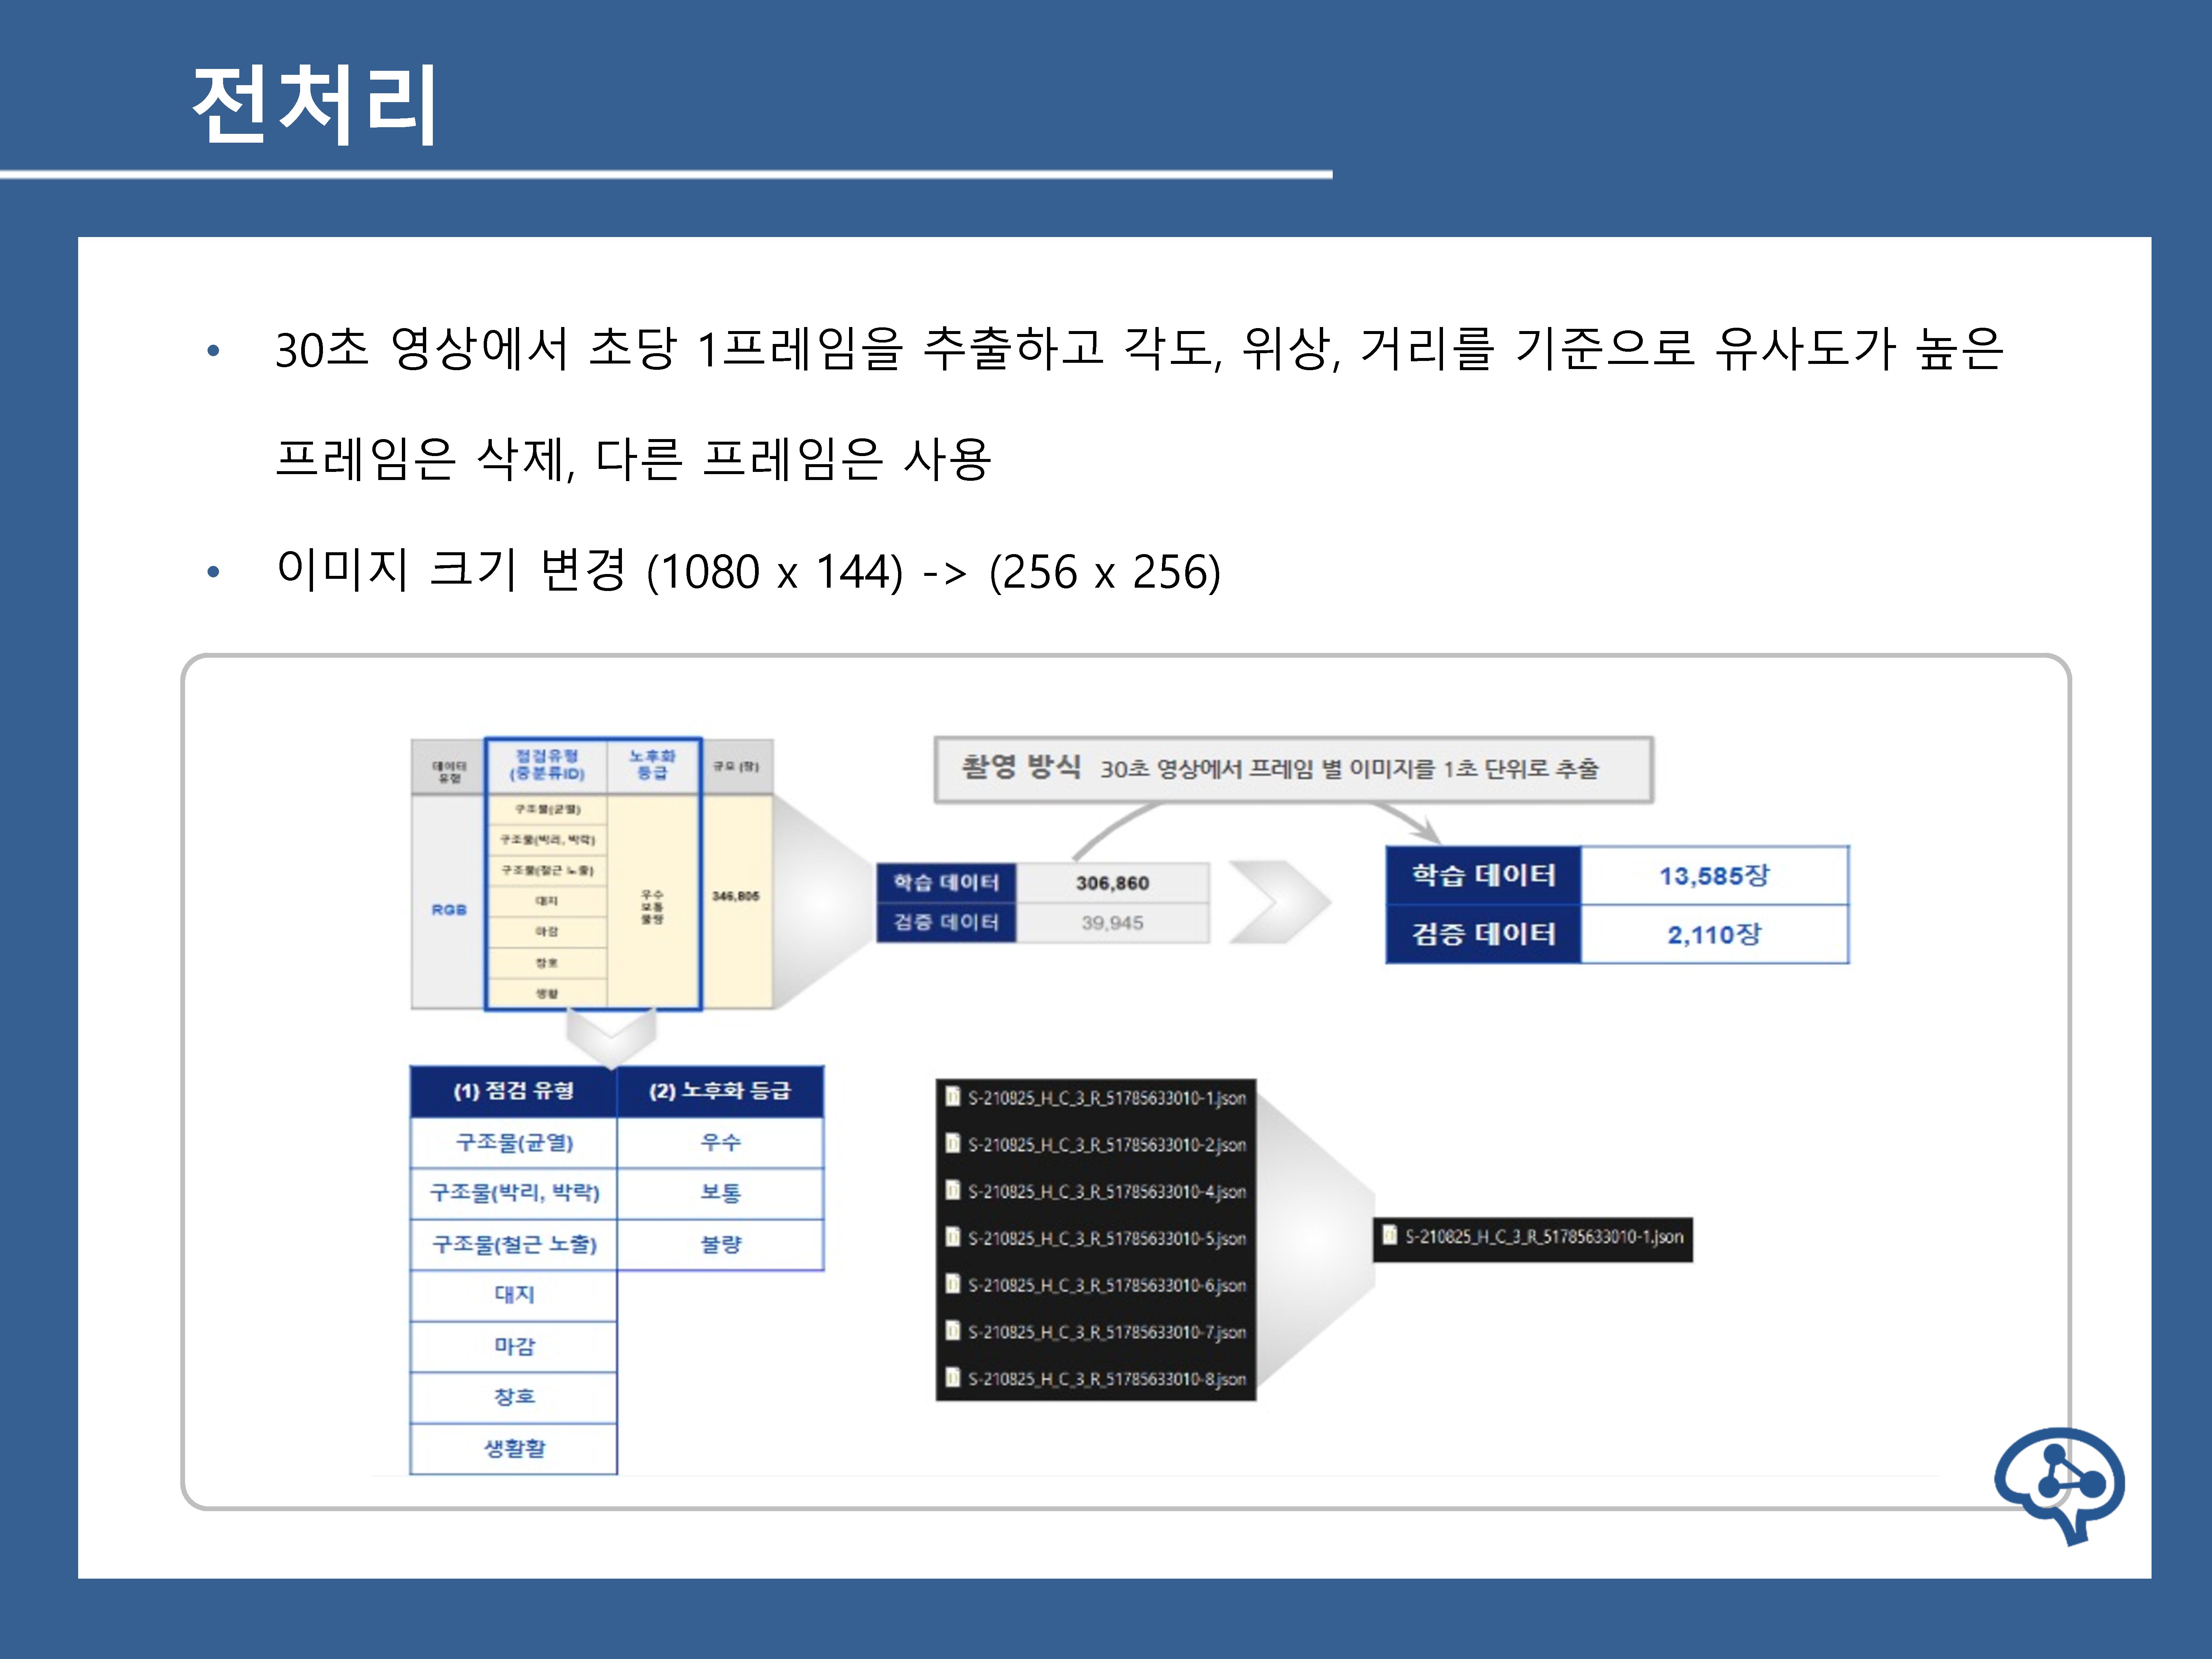 전처리
• 30초 영상에서 초당 1프레임을 추출하고 각도, 위상, 거리를 기준으로 유사도가 높은
프레임은 삭제, 다른 프레임은 사용
• 이미지 크기 변경 (1080 x 144) -> (256 x 256)
데이터
유형
점검유형
(중분류ID)
노후화
등급
규모 (장)
RGB
구조물(균열)
구조물(박리, 박락)
구조물(철근 노출)
대지
마감
창호
생활
우수
보통
불량
346,805
촬영 방식 30초 영상에서 프레임 별 이미지를 1초 단위로 추출
학습 데이터 306,860
검증 데이터 39,945
학습 데이터 13,585장
검증 데이터 2,110장
(1) 점검 유형 (2) 노후화 등급
구조물(균열) 우수
구조물(박리, 박락) 보통
구조물(철근 노출) 불량
대지
마감
창호
생활활
S-210825_H_C_3_R_51785633010-1.json
S-210825_H_C_3_R_51785633010-2.json
S-210825_H_C_3_R_51785633010-4.json
S-210825_H_C_3_R_51785633010-5.json
S-210825_H_C_3_R_51785633010-6.json
S-210825_H_C_3_R_51785633010-7.json
S-210825_H_C_3_R_51785633010-8.json
S-210825_H_C_3_R_51785633010-1.json